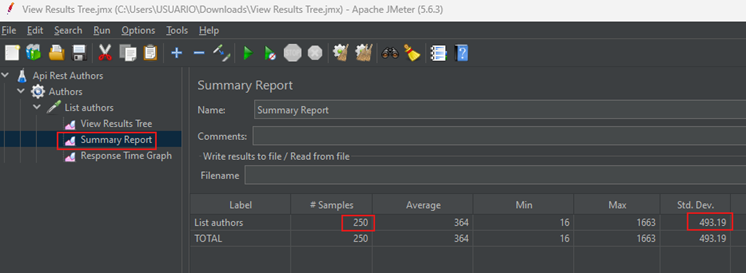 View Results Tree.jmx (C:\Users\USUARIO\Downloads\View Results Tree.jmx) - Apache JMeter (5.6.3)
File Edit Search Run Options Tools Help
Api Rest Authors
Authors
List authors
View Results Tree
Summary Report
Response Time Graph
Summary Report
Name: Summary Report
Comments:
Write results to file / Read from file
Filename
Label # Samples Average Min Max Std. Dev.
List authors 250 364 16 1663 493.19
TOTAL 250 364 16 1663 493.19